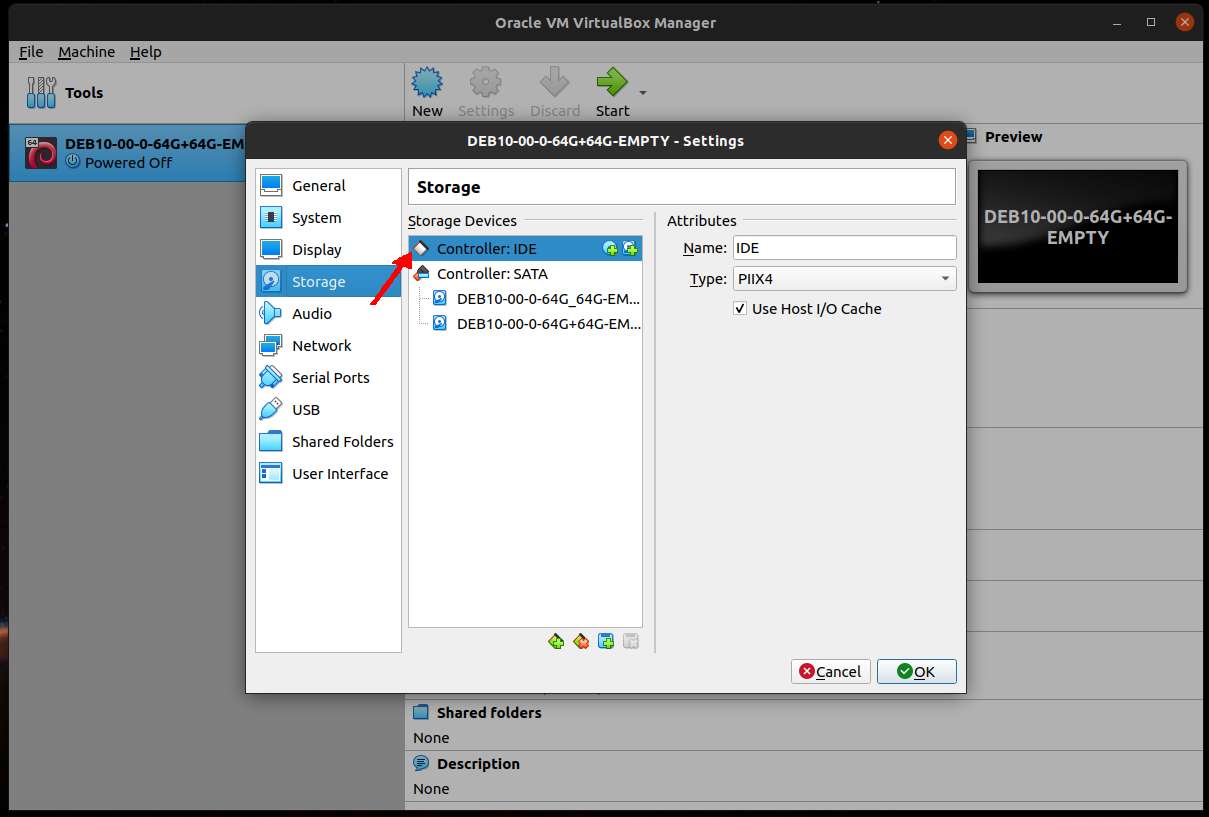 Oracle VM VirtualBox Manager
File Machine Help
Tools
New Settings Discard Start
64
DEB10-00-0-64G+64G-EM
Powered Off
Preview
DEB10-00-0-64G+64G-
EMPTY
DEB10-00-0-64G+64G-EMPTY - Settings
General
System
Display
Storage
Audio
Network
Serial Ports
USB
Shared Folders
User Interface
Storage
Storage Devices
Controller: IDE
Controller: SATA
DEB10-00-0-64G_64G-EM...
DEB10-00-0-64G+64G-EM...
Attributes
Name: IDE
Type: PIIX4
Use Host I/O Cache
Cancel OK
Shared folders
None
Description
None